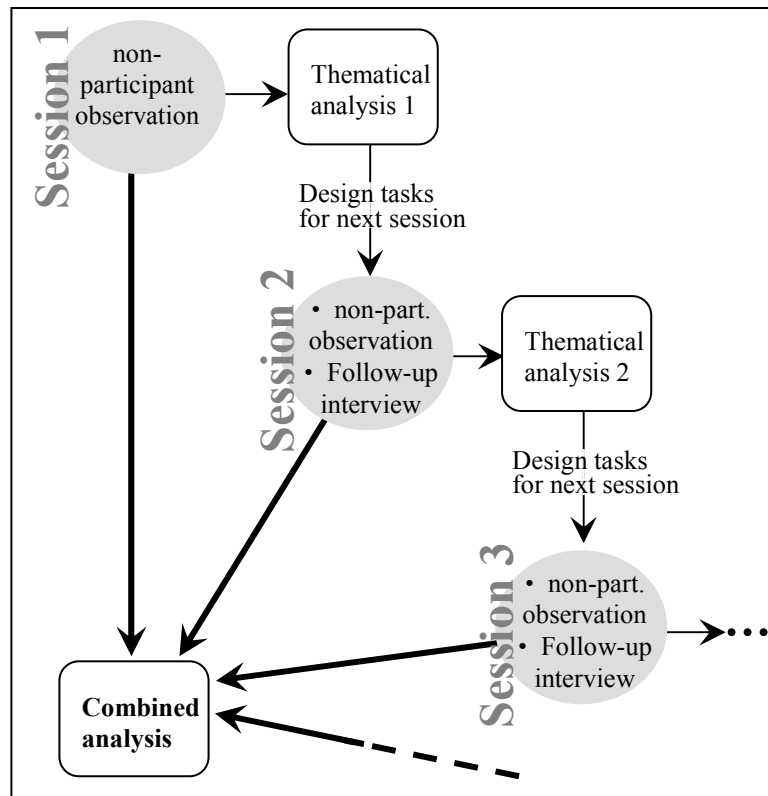 Session 1
non-
participant
observation
Thematical
analysis 1
Design tasks
for next session
Session 2
• non-part.
observation
• Follow-up
interview
Thematical
analysis 2
Design tasks
for next session
Session 3
• non-part.
observation
• Follow-up
interview
•••
Combined
analysis